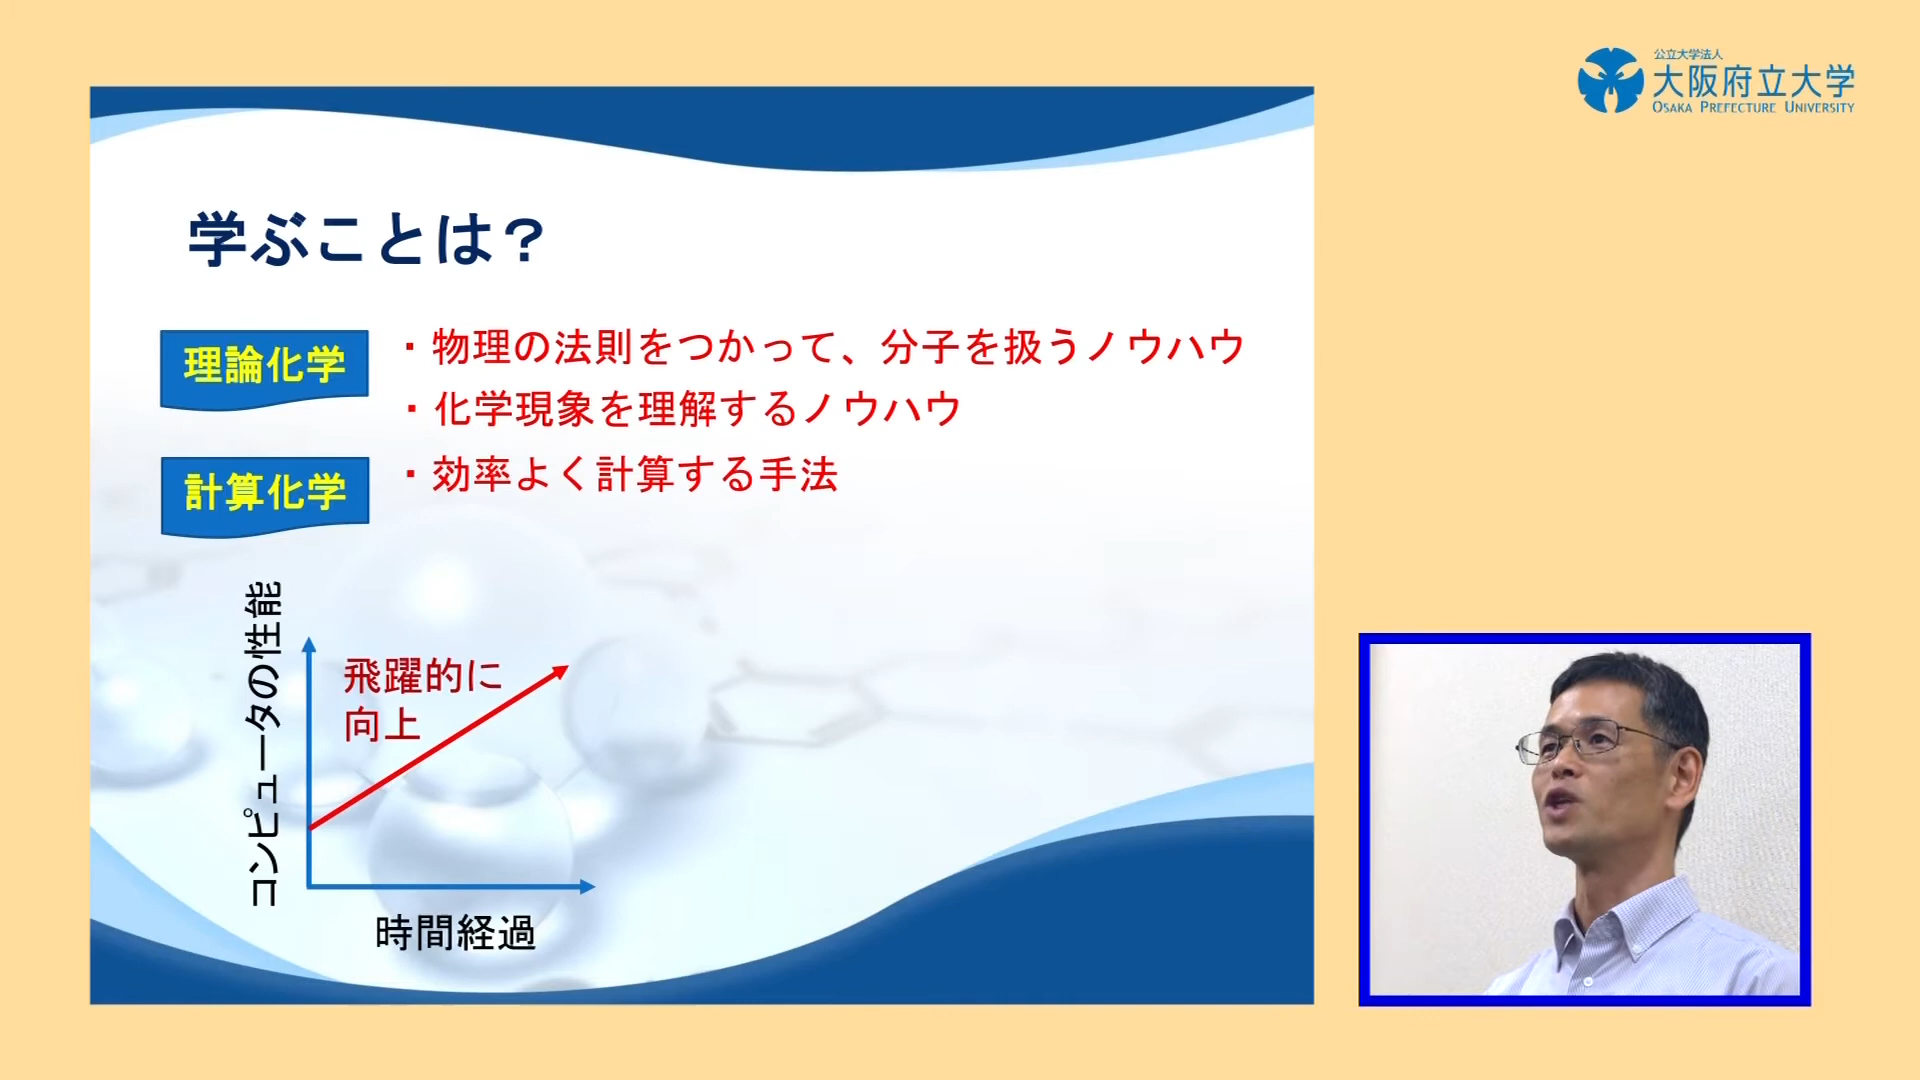 公立大学法人
大阪府立大学
OSAKA PREFECTURE UNIVERSITY
学ぶことは？
理論化学
・物理の法則をつかって、分子を扱うノウハウ
・化学現象を理解するノウハウ
計算化学
・効率よく計算する手法
コンピュータの性能
飛躍的に
向上
時間経過